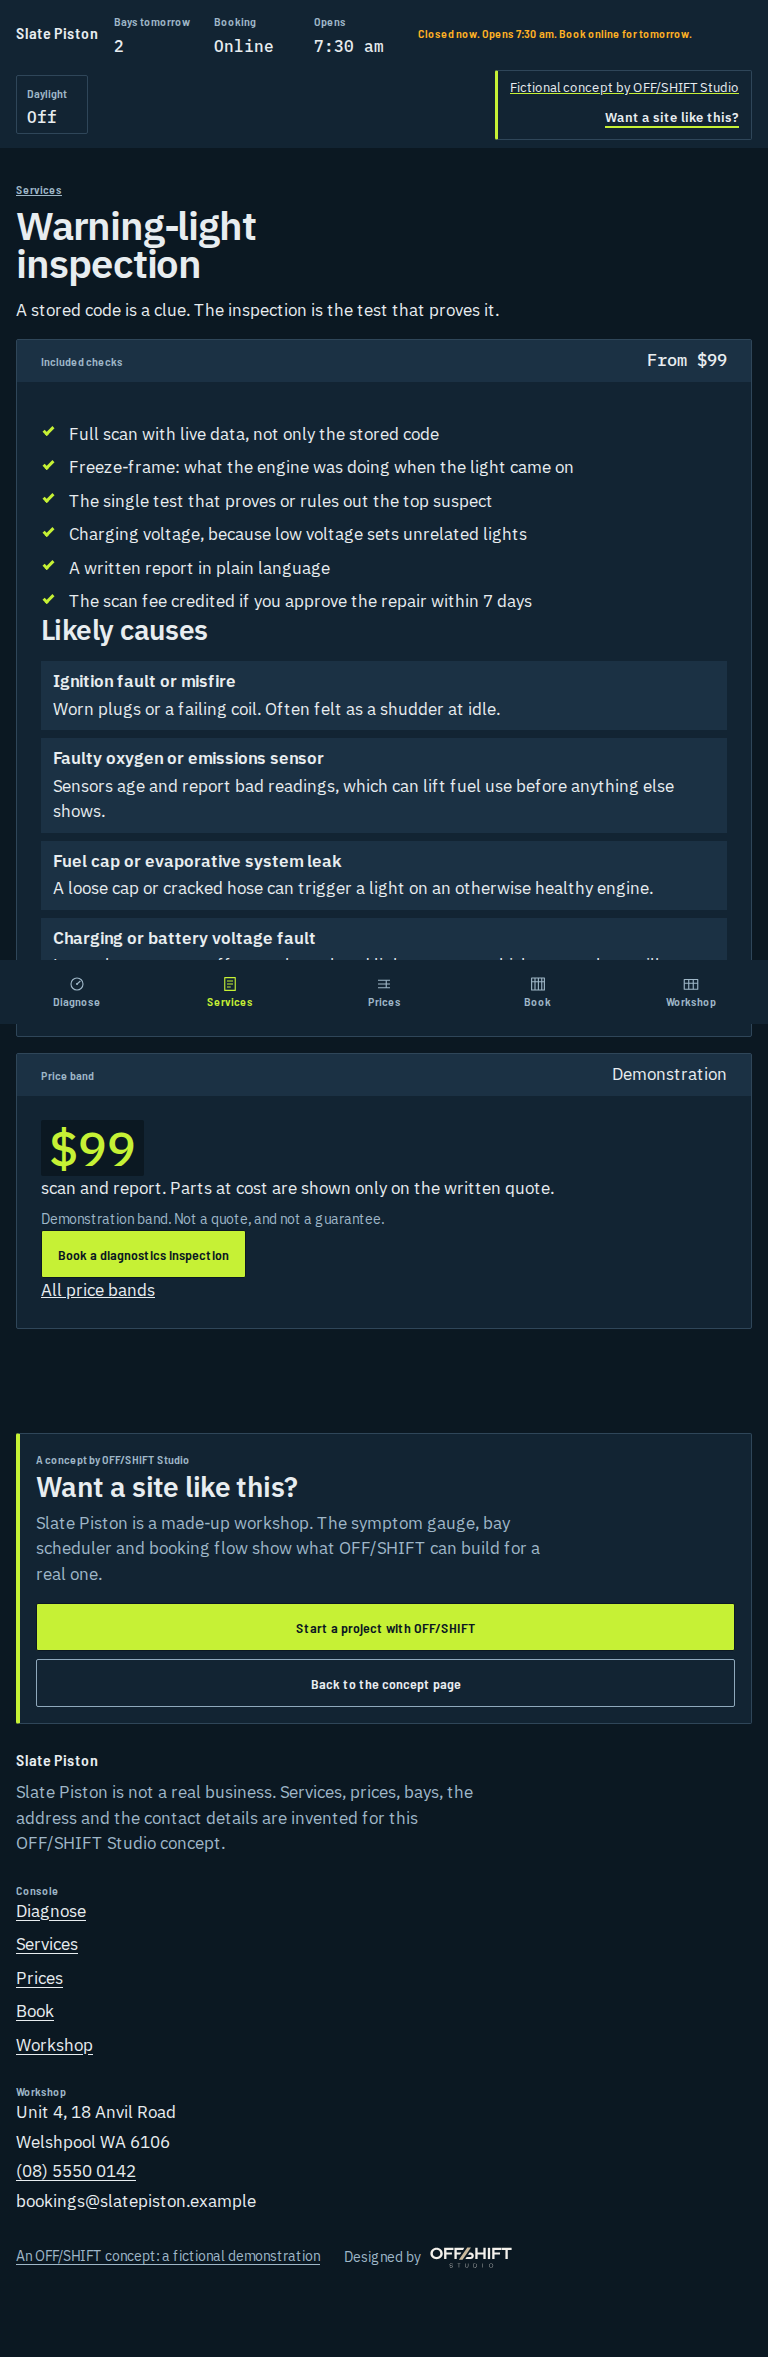 Slate Piston
Bays tomorrow
2
Booking
Online
Opens
7:30 am
Closed now. Opens 7:30 am. Book online for tomorrow.
Daylight
Off
Fictional concept by OFF/SHIFT Studio
Want a site like this?
Services
Warning-light
inspection
A stored code is a clue. The inspection is the test that proves it.
Included checks
From $99
Full scan with live data, not only the stored code
Freeze-frame: what the engine was doing when the light came on
The single test that proves or rules out the top suspect
Charging voltage, because low voltage sets unrelated lights
A written report in plain language
The scan fee credited if you approve the repair within 7 days
Likely causes
Ignition fault or misfire
Worn plugs or a failing coil. Often felt as a shudder at idle.
Faulty oxygen or emissions sensor
Sensors age and report bad readings, which can lift fuel use before anything else
shows.
Fuel cap or evaporative system leak
A loose cap or cracked hose can trigger a light on an otherwise healthy engine.
Charging or battery voltage fault
Diagnose
Services
Prices
Book
Workshop
Price band
Demonstration
$99
scan and report. Parts at cost are shown only on the written quote.
Demonstration band. Not a quote, and not a guarantee.
Book a diagnostics inspection
All price bands
A concept by OFF/SHIFT Studio
Want a site like this?
Slate Piston is a made-up workshop. The symptom gauge, bay
scheduler and booking flow show what OFF/SHIFT can build for a
real one.
Start a project with OFF/SHIFT
Back to the concept page
Slate Piston
Slate Piston is not a real business. Services, prices, bays, the
address and the contact details are invented for this
OFF/SHIFT Studio concept.
Console
Diagnose
Services
Prices
Book
Workshop
Workshop
Unit 4, 18 Anvil Road
Welshpool WA 6106
(08) 5550 0142
bookings@slatepiston.example
An OFF/SHIFT concept: a fictional demonstration
Designed by
OFF/SHIFT
STUDIO